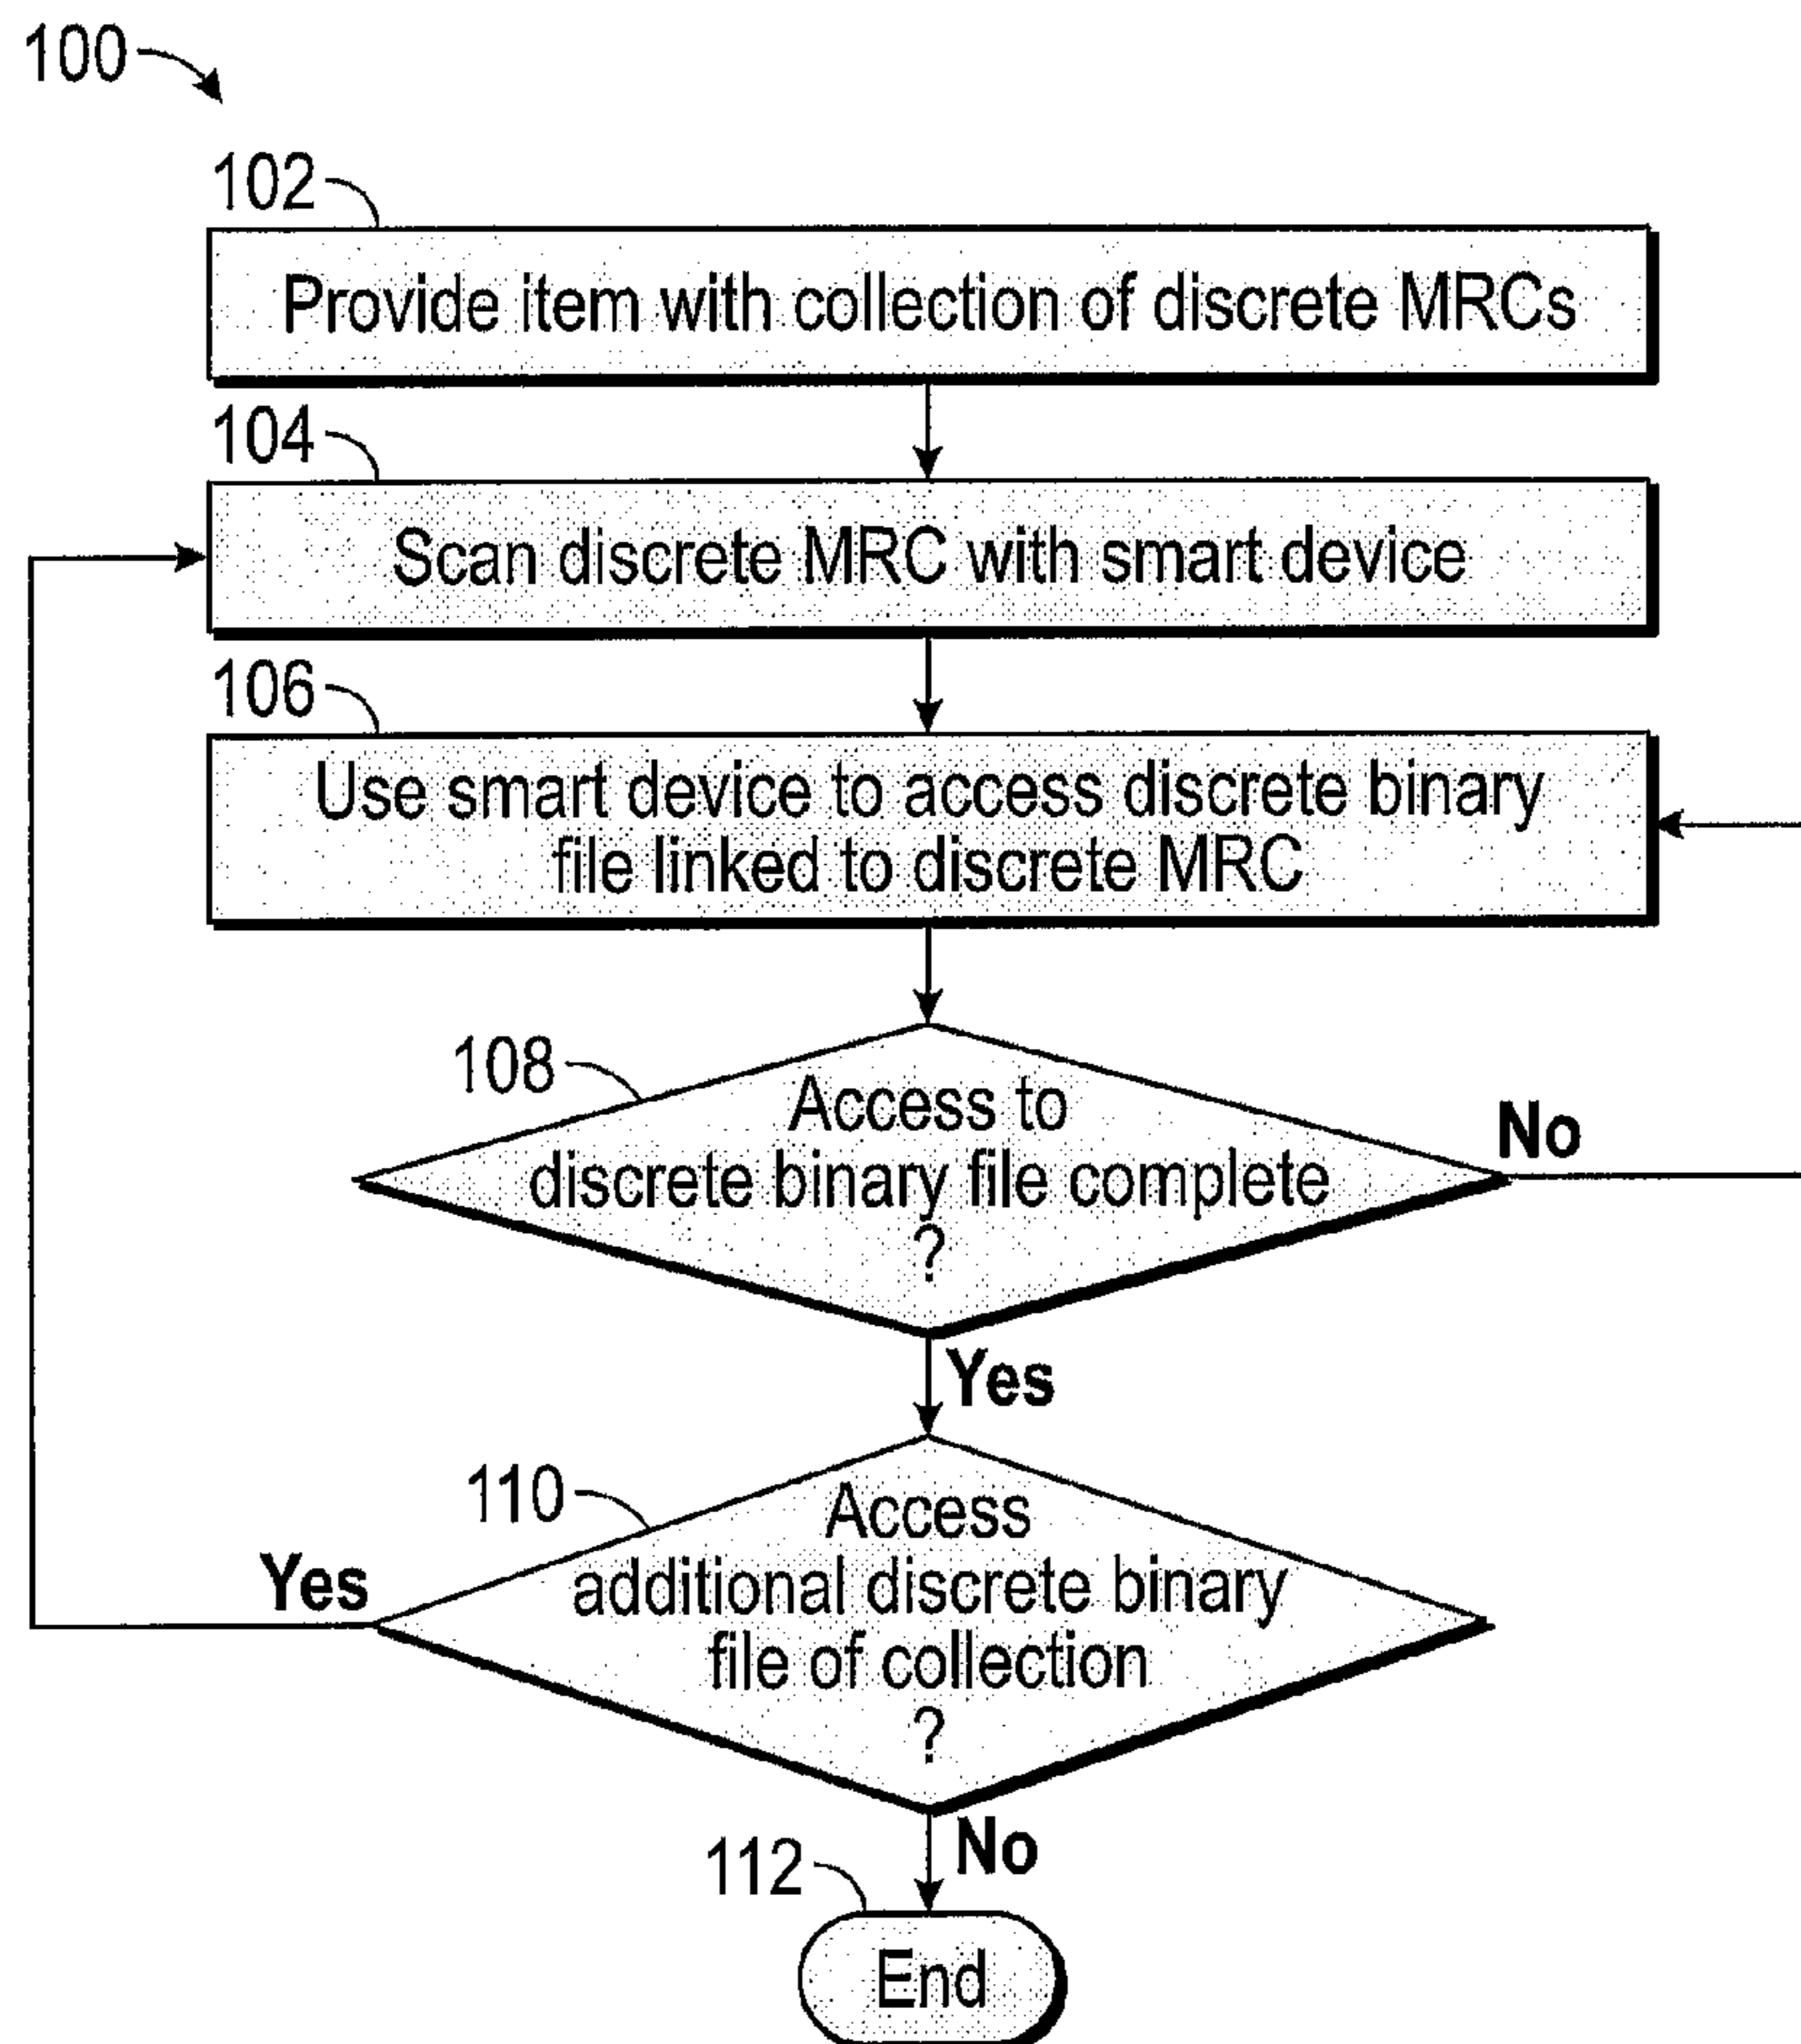 100
102
Provide item with collection of discrete MRCs
104
Scan discrete MRC with smart device
106
Use smart device to access discrete binary
file linked to discrete MRC
108
Access to
discrete binary file complete
?
No
Yes
110
Access
additional discrete binary
file of collection
?
Yes
No
112
End